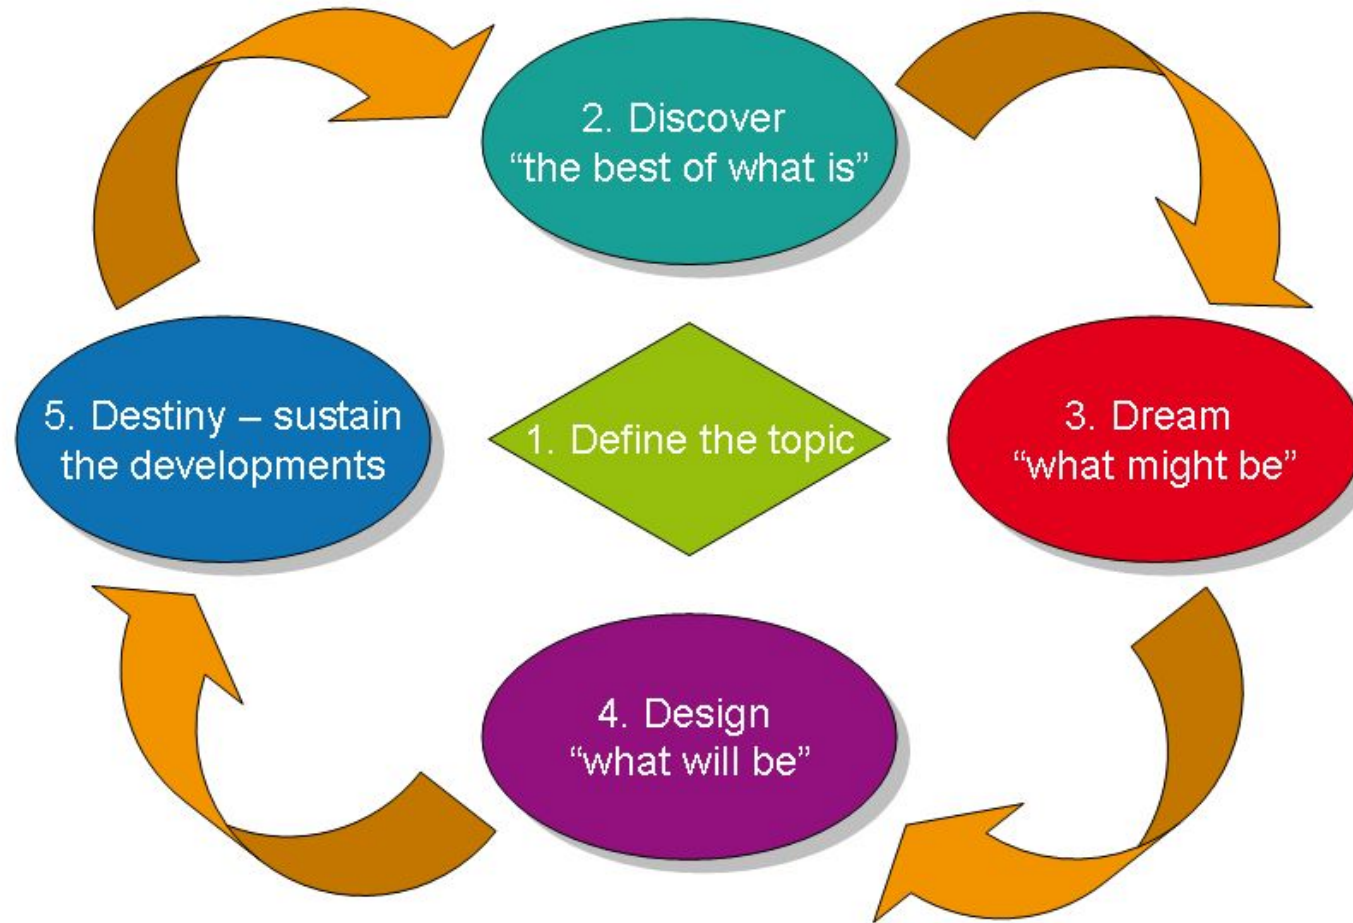 2. Discover
“the best of what is”
5. Destiny – sustain
the developments
1. Define the topic
3. Dream
“what might be”
4. Design
“what will be”